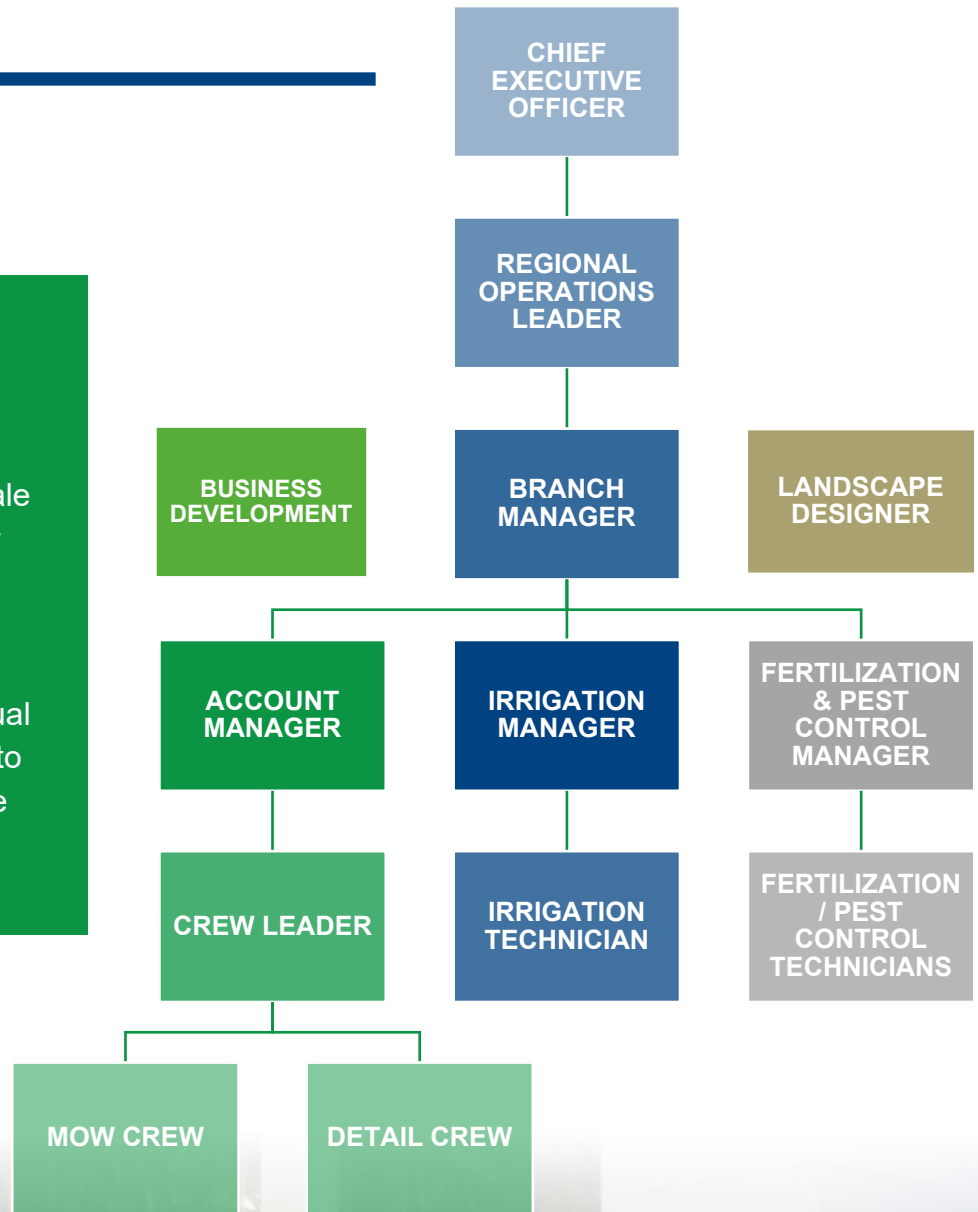 CHIEF
EXECUTIVE
OFFICER
REGIONAL
OPERATIONS
LEADER
BUSINESS
DEVELOPMENT
BRANCH
MANAGER
LANDSCAPE
DESIGNER
ACCOUNT
MANAGER
IRRIGATION
MANAGER
FERTILIZATION
& PEST
CONTROL
MANAGER
CREW LEADER
IRRIGATION
TECHNICIAN
FERTILIZATION
/ PEST
CONTROL
TECHNICIANS
MOW CREW
DETAIL CREW
to